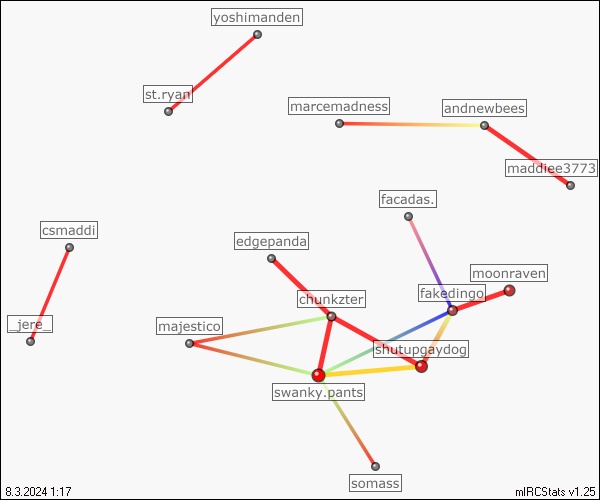 yoshimanden
st.ryan
marcemadness
andnewbees
maddiee3773
facadas.
csmaddi
edgepanda
moonraven
fakedingo
chunkzter
_jere_
majestico
shutupgaydog
swanky.pants
somass
8.3.2024 1:17
mIRCStats v1.25